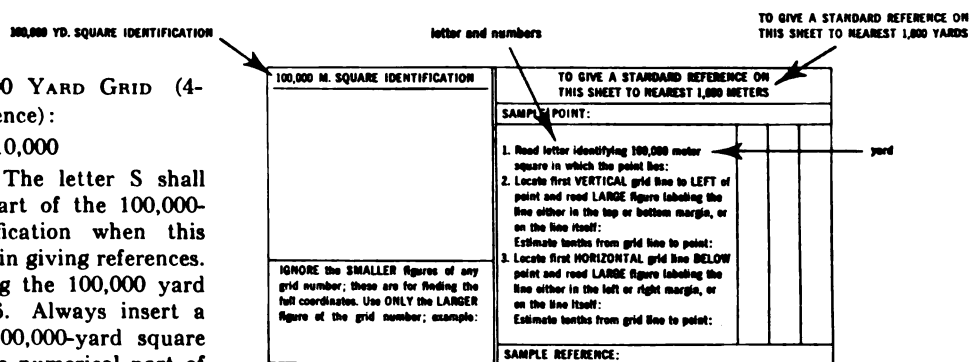 100,000 YD. SQUARE IDENTIFICATION
letter and numbers
TO GIVE A STANDARD REFERENCE ON
THIS SHEET TO NEAREST 1,000 YARDS
0 YARD GRID (4-
ence):
0,000
The letter S shall
art of the 100,000-
fication when this
in giving references.
g the 100,000 yard
S. Always insert a
00,000-yard square
numerical part of
100,000 M. SQUARE IDENTIFICATION
IGNORE the SMALLER figures of any
grid number; these are for finding the
full coordinates. Use ONLY the LARGER
figure of the grid number; example:
TO GIVE A STANDARD REFERENCE ON
THIS SHEET TO NEAREST 1,000 METERS
SAMPLE POINT:
1. Read letter identifying 100,000 meter
square in which the point lies:
2. Locate first VERTICAL grid line to LEFT of
point and read LARGE figure labeling the
line either in the top or bottom margin, or
on the line itself:
Estimate tenths from grid line to point:
3. Locate first HORIZONTAL grid line BELOW
point and read LARGE figure labeling the
line either in the left or right margin, or
on the line itself:
Estimate tenths from grid line to point:
SAMPLE REFERENCE:
yard